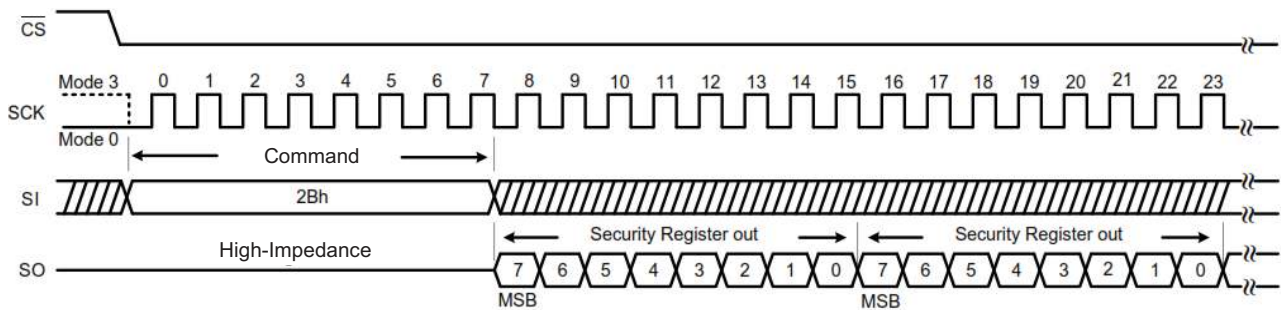 CS
Mode 3 0 1 2 3 4 5 6 7 8 9 10 11 12 13 14 15 16 17 18 19 20 21 22 23
SCK
Mode 0
Command
SI 2Bh
High-Impedance Security Register out Security Register out
SO 7 6 5 4 3 2 1 0 7 6 5 4 3 2 1 0
MSB MSB